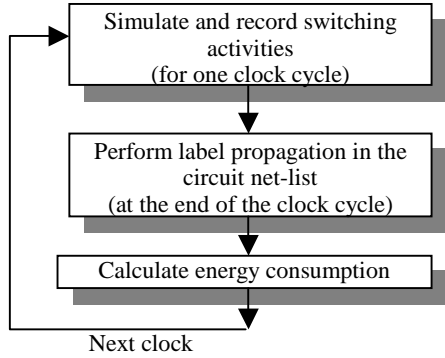 Simulate and record switching
activities
(for one clock cycle)
Perform label propagation in the
circuit net-list
(at the end of the clock cycle)
Calculate energy consumption
Next clock